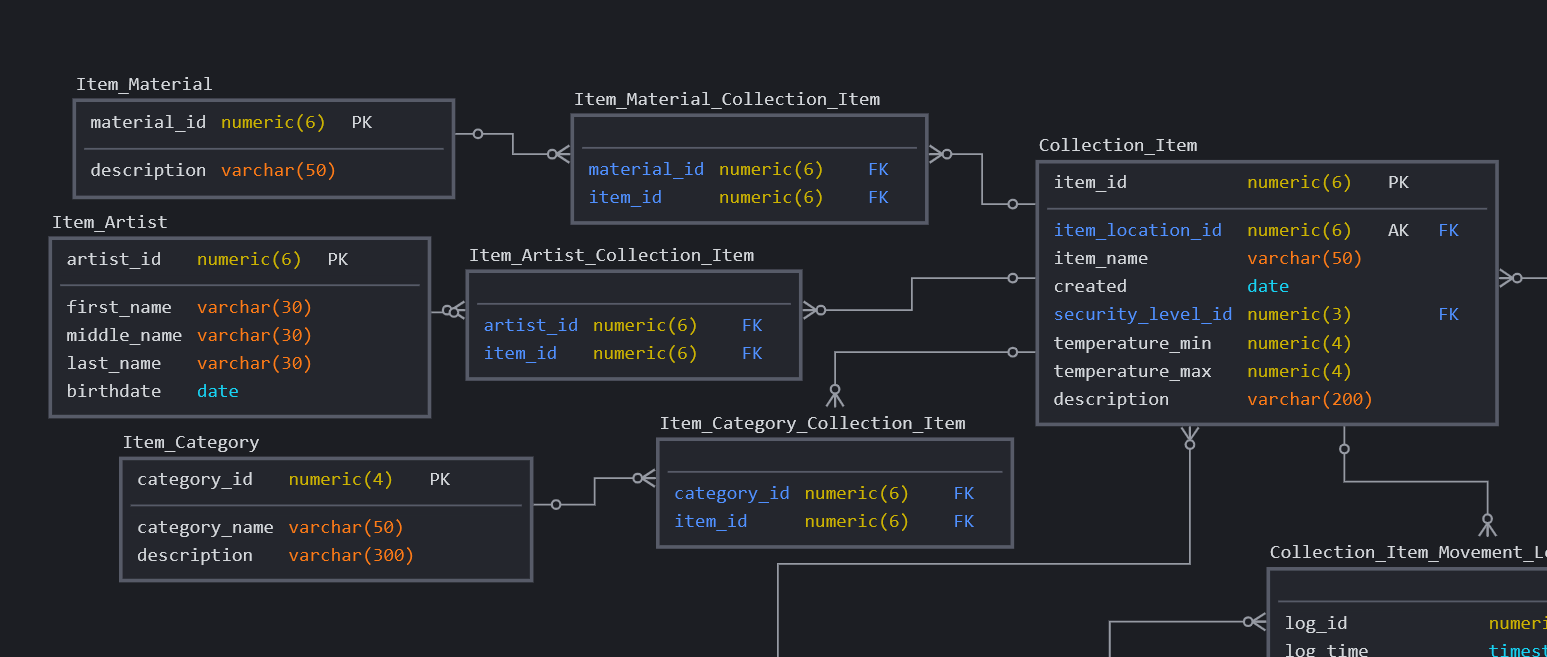 Item_Material
material_id numeric(6) PK
description varchar(50)
Item_Material_Collection_Item
material_id numeric(6) FK
item_id numeric(6) FK
Collection_Item
item_id numeric(6) PK
item_location_id numeric(6) AK FK
item_name varchar(50)
created date
security_level_id numeric(3) FK
temperature_min numeric(4)
temperature_max numeric(4)
description varchar(200)
Item_Artist
artist_id numeric(6) PK
first_name varchar(30)
middle_name varchar(30)
last_name varchar(30)
birthdate date
Item_Artist_Collection_Item
artist_id numeric(6) FK
item_id numeric(6) FK
Item_Category
category_id numeric(4) PK
category_name varchar(50)
description varchar(300)
Item_Category_Collection_Item
category_id numeric(6) FK
item_id numeric(6) FK
Collection_Item_Movement_L
log_id numeri
log_time timest